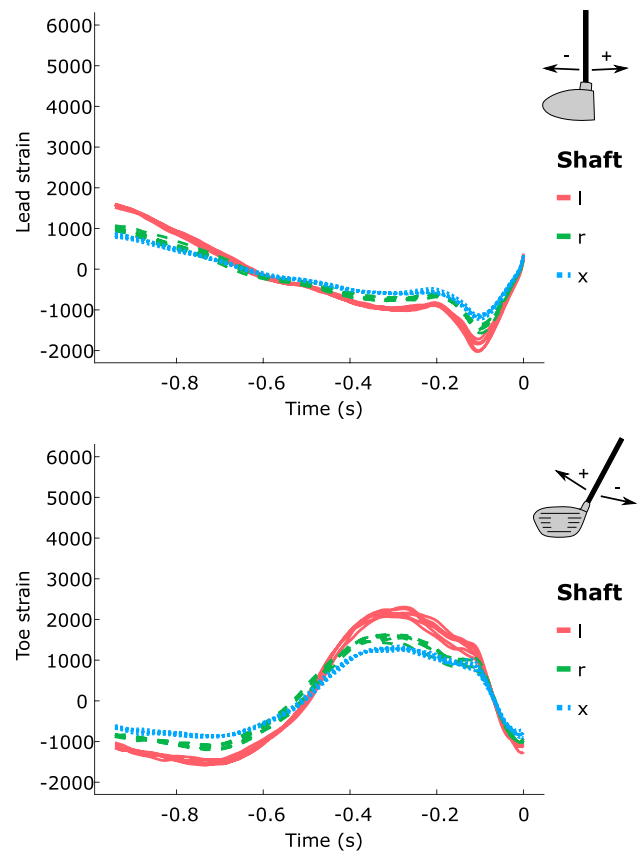 6000
5000
4000
3000
2000
1000
0
-1000
-2000
Lead strain
-0.8 -0.6 -0.4 -0.2 0
Time (s)
- +
Shaft
l
r
x
6000
5000
4000
3000
2000
1000
0
-1000
-2000
Toe strain
-0.8 -0.6 -0.4 -0.2 0
Time (s)
+ -
Shaft
l
r
x